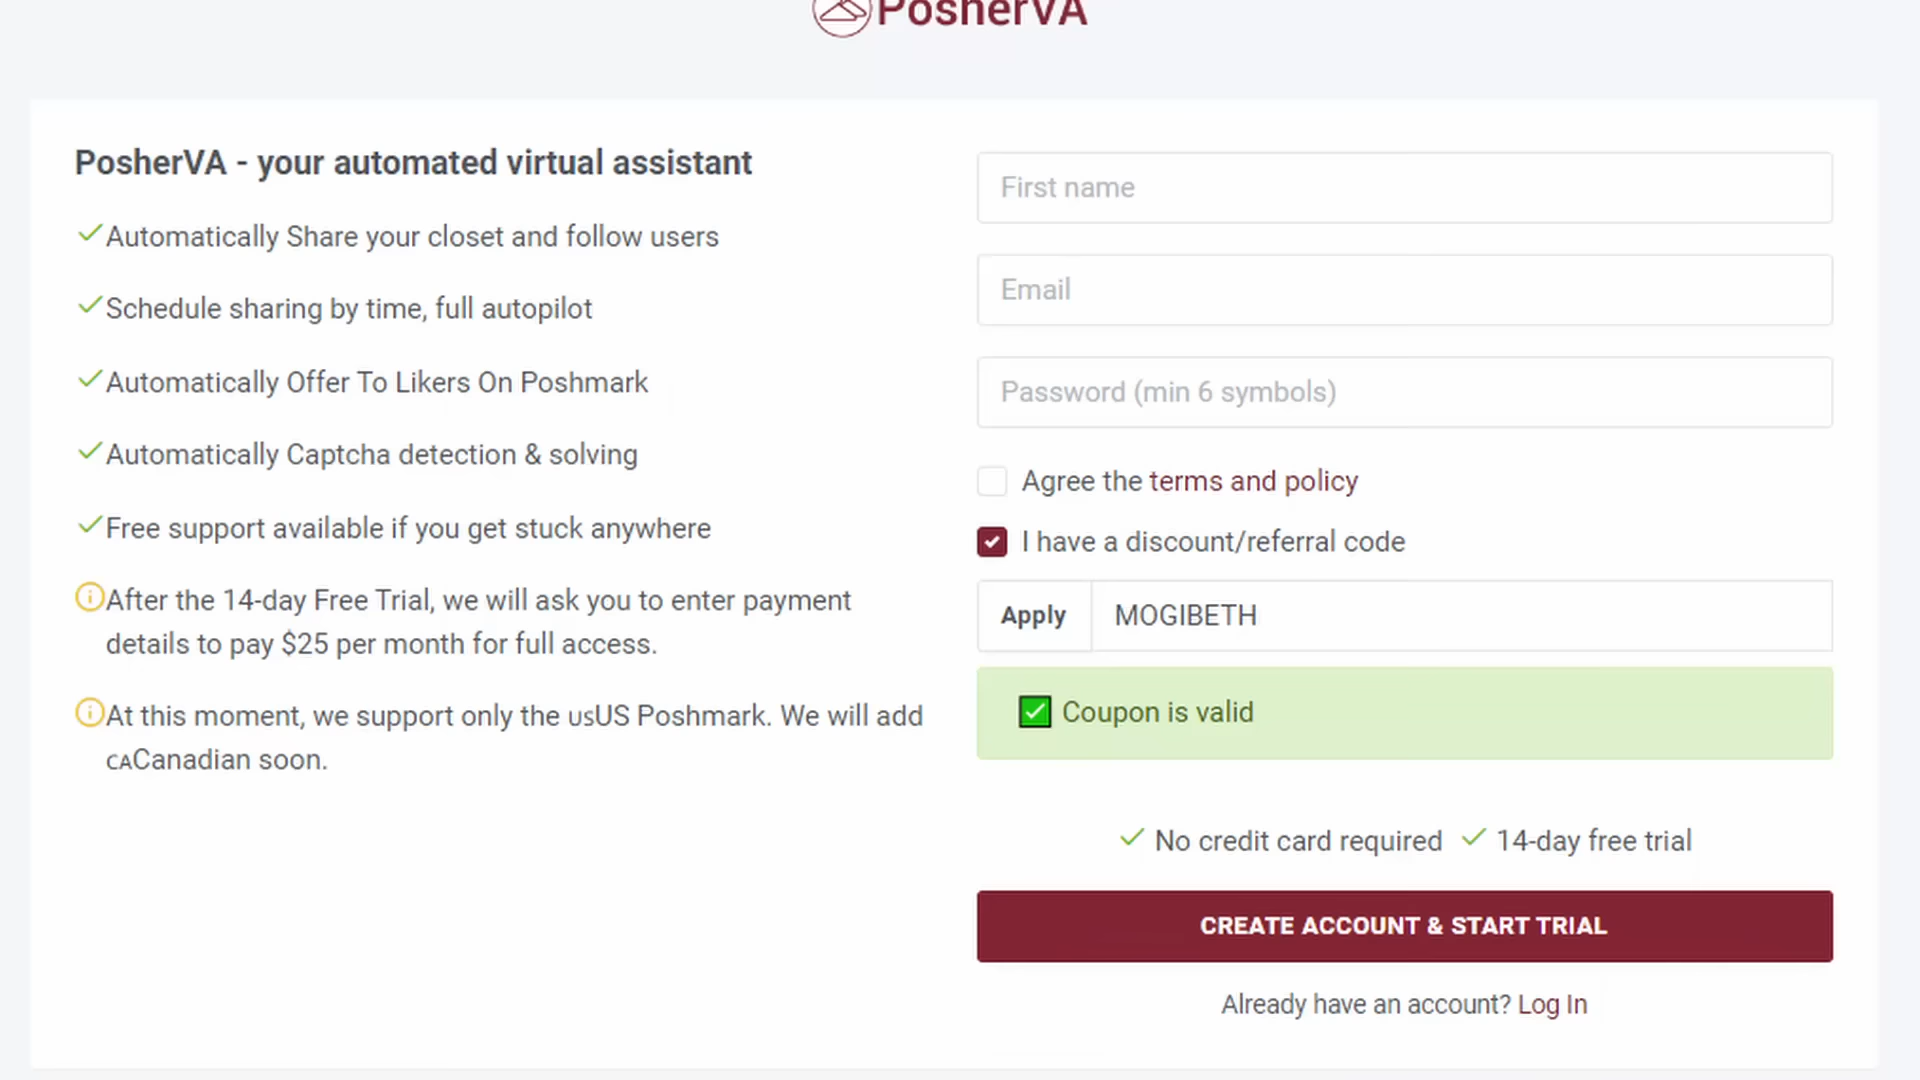 PosherVA
PosherVA - your automated virtual assistant
Automatically Share your closet and follow users
Schedule sharing by time, full autopilot
Automatically Offer To Likers On Poshmark
Automatically Captcha detection & solving
Free support available if you get stuck anywhere
After the 14-day Free Trial, we will ask you to enter payment
details to pay $25 per month for full access.
At this moment, we support only the usUS Poshmark. We will add
caCanadian soon.
First name
Email
Password (min 6 symbols)
Agree the terms and policy
I have a discount/referral code
Apply MOGIBETH
Coupon is valid
No credit card required 14-day free trial
CREATE ACCOUNT & START TRIAL
Already have an account? Log In